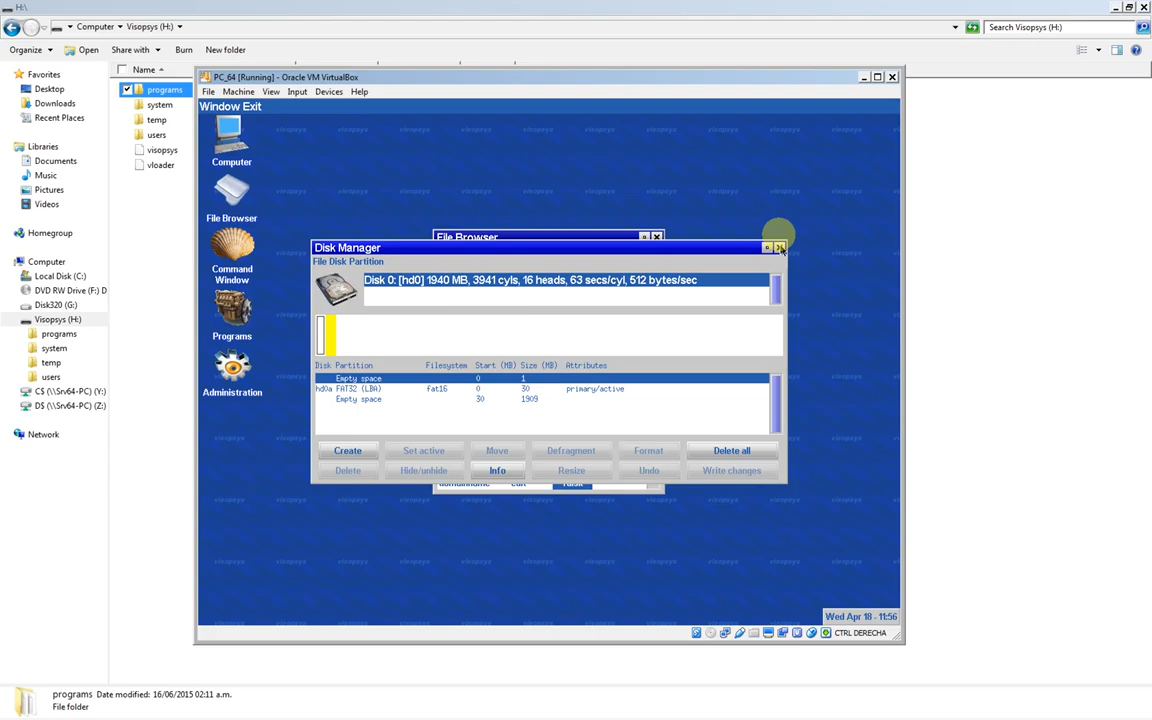 H:\
Computer Visopsys (H:)
Search Visopsys (H:)
Organize Open Share with Burn New folder
Name
Favorites
Desktop
Downloads
Recent Places
Libraries
Documents
Music
Pictures
Videos
Homegroup
Computer
Local Disk (C:)
DVD RW Drive (F:) D
Disk320 (G:)
Visopsys (H:)
programs
system
temp
users
C$ (\\Srv64-PC) (Y:)
D$ (\\Srv64-PC) (Z:)
Network
programs
system
temp
users
visopsys
vloader
PC_64 [Running] - Oracle VM VirtualBox
File Machine View Input Devices Help
Window Exit
Computer
File Browser
Command
Window
Programs
Administration
File Browser
Disk Manager
File Disk Partition
Disk 0: [hd0] 1940 MB, 3941 cyls, 16 heads, 63 secs/cyl, 512 bytes/sec
Disk Partition Filesystem Start (MB) Size (MB) Attributes
Empty space 0 1
hd0a FAT32 (LBA) fat16 0 30 primary/active
Empty space 30 1909
Create Set active Move Defragment Format Delete all
Delete Hide/unhide Info Resize Undo Write changes
Wed Apr 18 - 11:56
CTRL DERECHA
programs Date modified: 16/06/2015 02:11 a.m.
File folder